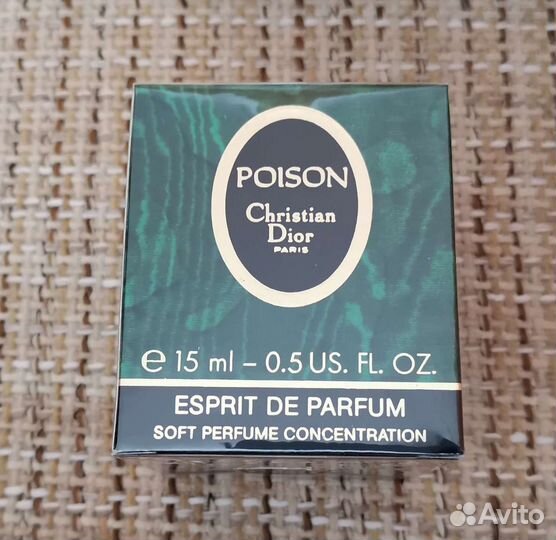 POISON
Christian
Dior
PARIS
℮ 15 ml – 0.5 US. FL. OZ.
ESPRIT DE PARFUM
SOFT PERFUME CONCENTRATION
Avito